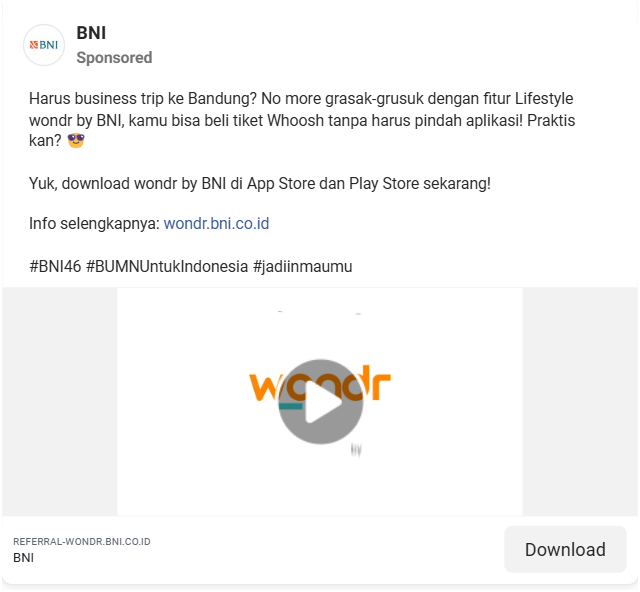 BNI
BNI
Sponsored
Harus business trip ke Bandung? No more grasak-grusuk dengan fitur Lifestyle
wondr by BNI, kamu bisa beli tiket Whoosh tanpa harus pindah aplikasi! Praktis
kan? 😎
Yuk, download wondr by BNI di App Store dan Play Store sekarang!
Info selengkapnya: wondr.bni.co.id
#BNI46 #BUMNUntukIndonesia #jadiinmaumu
wondr
REFERRAL-WONDR.BNI.CO.ID
BNI
Download